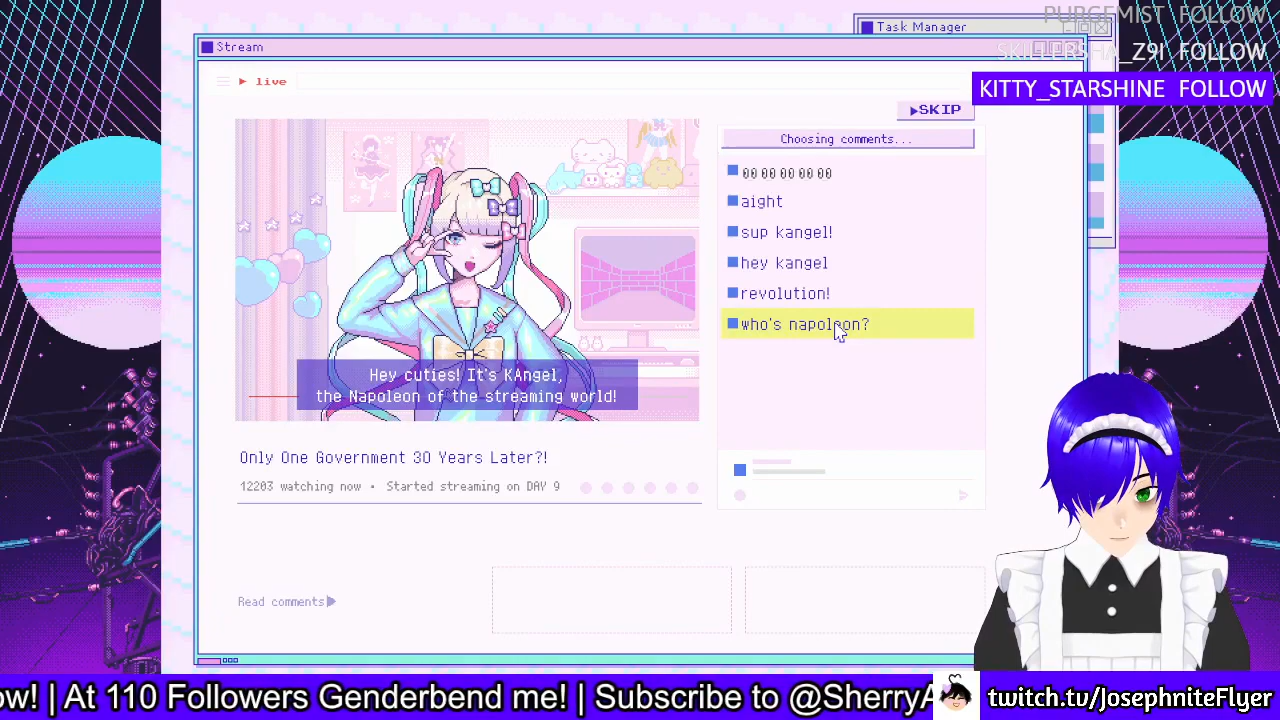 PURGEMIST FOLLOW
Task Manager
Stream
SKILLERSHA_Z9I FOLLOW
live
KITTY_STARSHINE FOLLOW
SKIP
Choosing comments...
aight
sup kangel!
hey kangel
revolution!
who's napoleon?
Hey cuties! It's KAngel,
the Napoleon of the streaming world!
Only One Government 30 Years Later?!
12203 watching now • Started streaming on DAY 9
Read comments
ow! | At 110 Followers Genderbend me! | Subscribe to @SherryA
twitch.tv/JosephniteFlyer